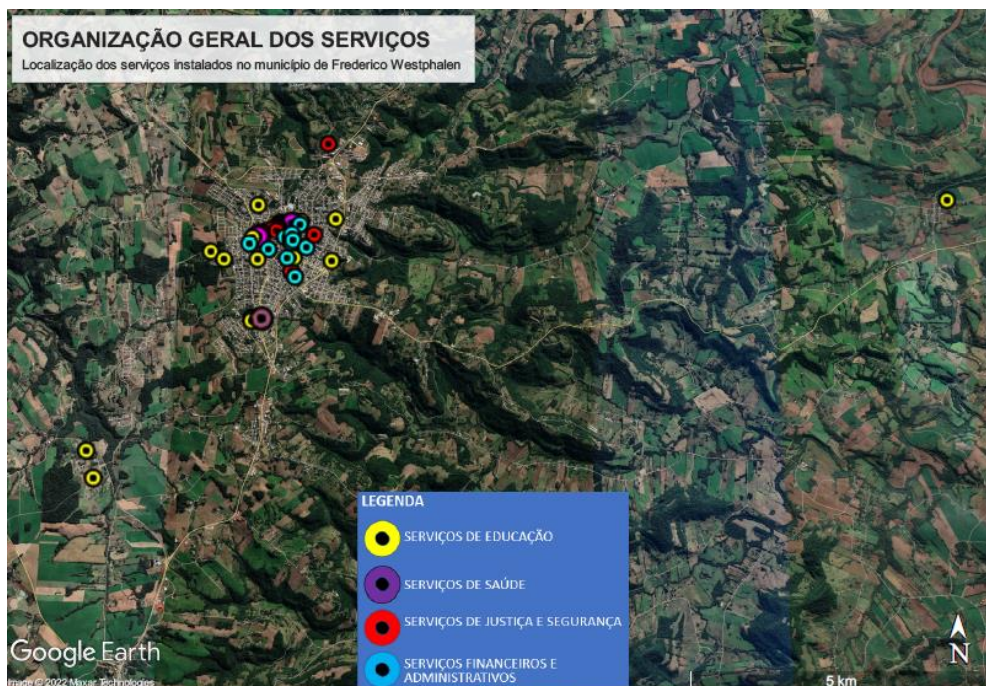 ORGANIZAÇÃO GERAL DOS SERVIÇOS
Localização dos serviços instalados no município de Frederico Westphalen
LEGENDA
SERVIÇOS DE EDUCAÇÃO
SERVIÇOS DE SAÚDE
SERVIÇOS DE JUSTIÇA E SEGURANÇA
SERVIÇOS FINANCEIROS E
ADMINISTRATIVOS
Google Earth
Image © 2022 Maxar Technologies
N
5 km